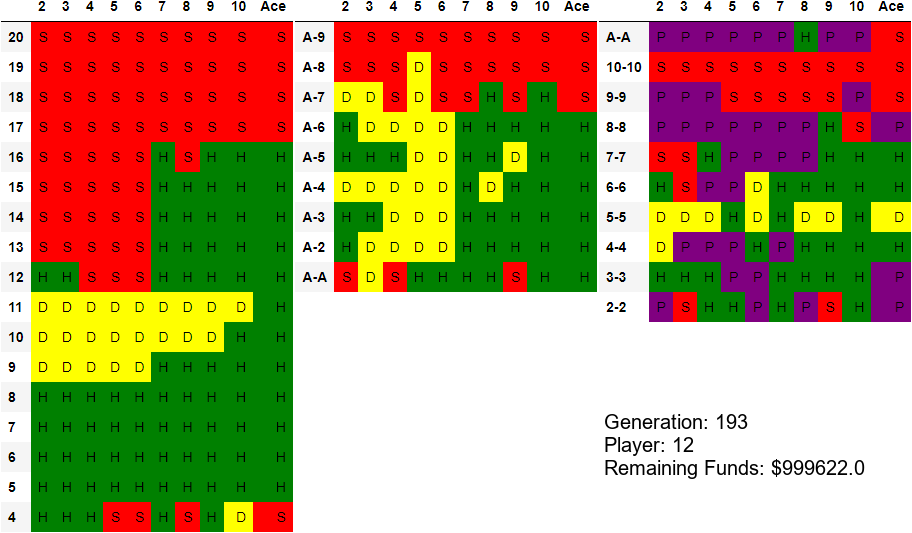 2 3 4 5 6 7 8 9 10 Ace
20 S S S S S S S S S S
19 S S S S S S S S S S
18 S S S S S S S S S S
17 S S S S S S S S S S
16 S S S S S H S H H H
15 S S S S S H H H H H
14 S S S S S H H H H H
13 S S S S S H H H H H
12 H H S S S H H H H H
11 D D D D D D D D D H
10 D D D D D D D D H H
9 D D D D D H H H H H
8 H H H H H H H H H H
7 H H H H H H H H H H
6 H H H H H H H H H H
5 H H H H H H H H H H
4 H H H S S H S H D S
2 3 4 5 6 7 8 9 10 Ace
A-9 S S S S S S S S S S
A-8 S S S D S S S S S S
A-7 D D S D S S H S H S
A-6 H D D D D H H H H H
A-5 H H H D D H H D H H
A-4 D D D D D H D H H H
A-3 H H D D D H H H H H
A-2 H D D D D H H H H H
A-A S D S H H H H S H H
2 3 4 5 6 7 8 9 10 Ace
A-A P P P P P P H P P S
10-10 S S S S S S S S S S
9-9 P P P S S S S S P S
8-8 P P P P P P P H S P
7-7 S S H P P P P H H H
6-6 H S P P D H H H H H
5-5 D D D H D H D D H D
4-4 D P P P H P H H H H
3-3 H H H P P H H H H P
2-2 P S H H P H P S H P
Generation: 193
Player: 12
Remaining Funds: $999622.0